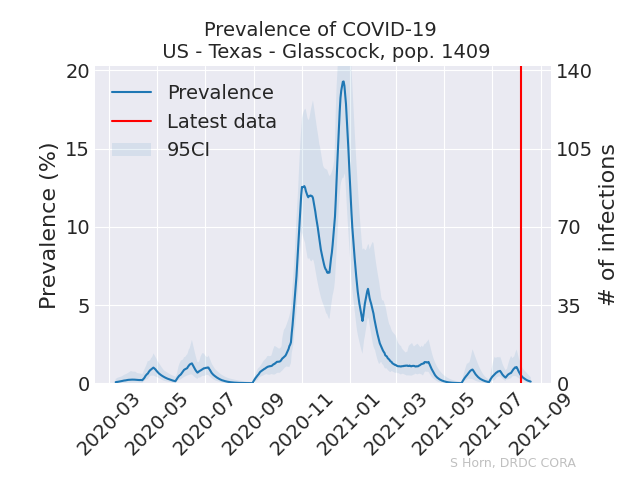 Prevalence of COVID-19
US - Texas - Glasscock, pop. 1409
Prevalence
Latest data
95CI
Prevalence (%)
20
15
10
5
0
# of infections
140
105
70
35
0
2020-03
2020-05
2020-07
2020-09
2020-11
2021-01
2021-03
2021-05
2021-07
2021-09
S Horn, DRDC CORA